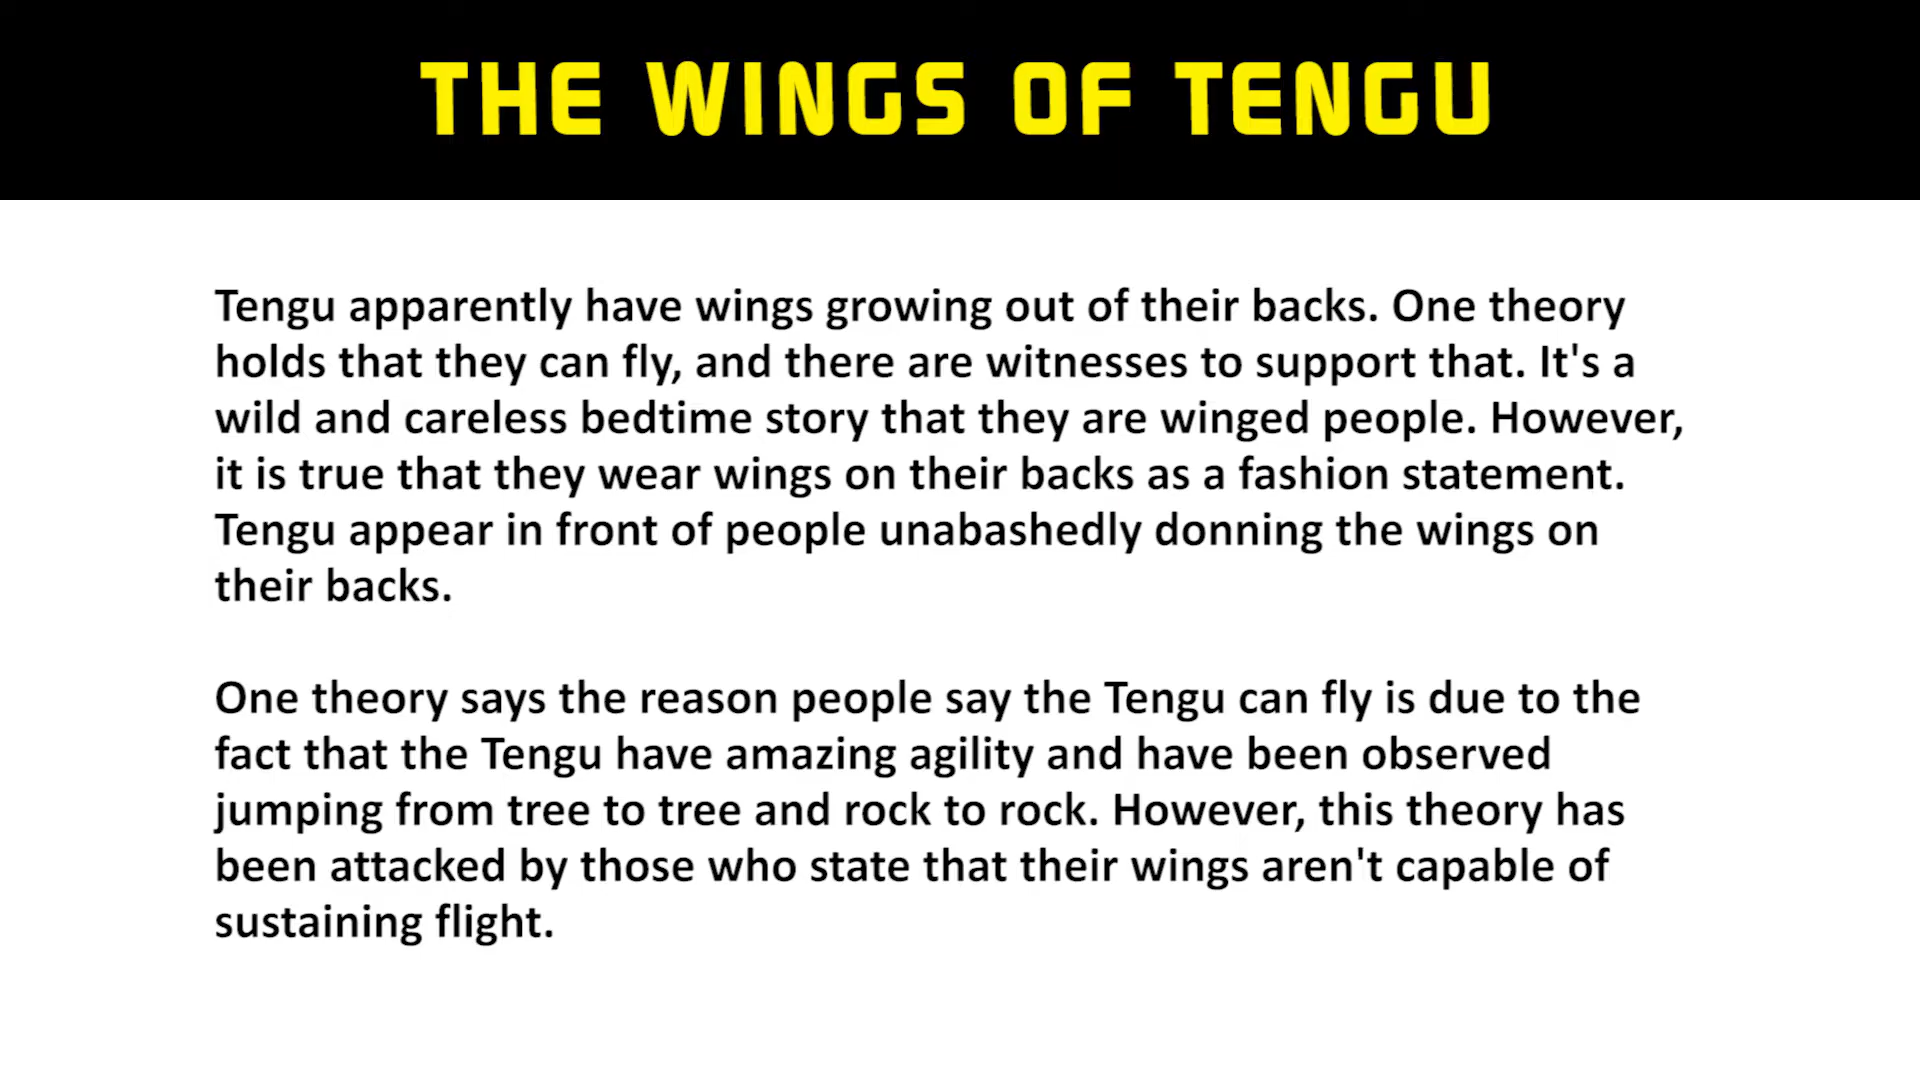 THE WINGS OF TENGU
Tengu apparently have wings growing out of their backs. One theory
holds that they can fly, and there are witnesses to support that. It's a
wild and careless bedtime story that they are winged people. However,
it is true that they wear wings on their backs as a fashion statement.
Tengu appear in front of people unabashedly donning the wings on
their backs.
One theory says the reason people say the Tengu can fly is due to the
fact that the Tengu have amazing agility and have been observed
jumping from tree to tree and rock to rock. However, this theory has
been attacked by those who state that their wings aren't capable of
sustaining flight.